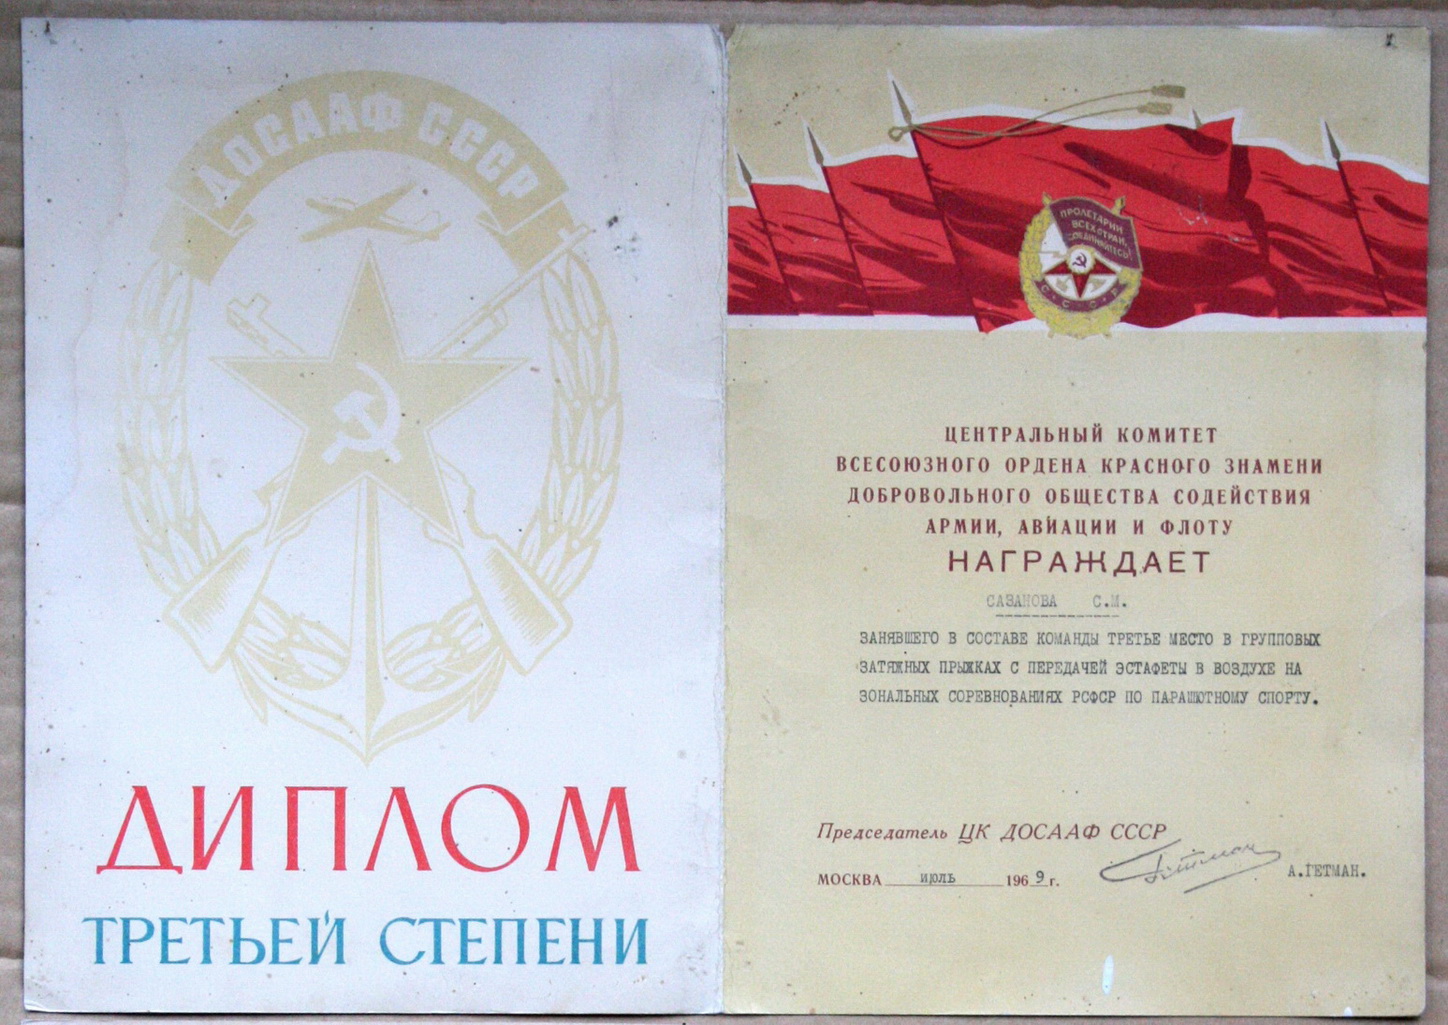 ДОСААФ СССР
ДИПЛОМ
ТРЕТЬЕЙ СТЕПЕНИ
ПРОЛЕТАРИИ
ВСЕХ СТРАН,
СОЕДИНЯЙТЕСЬ!
СССР
ЦЕНТРАЛЬНЫЙ КОМИТЕТ
ВСЕСОЮЗНОГО ОРДЕНА КРАСНОГО ЗНАМЕНИ
ДОБРОВОЛЬНОГО ОБЩЕСТВА СОДЕЙСТВИЯ
АРМИИ, АВИАЦИИ И ФЛОТУ
НАГРАЖДАЕТ
САЗАНОВА С.М.
ЗАНЯВШЕГО В СОСТАВЕ КОМАНДЫ ТРЕТЬЕ МЕСТО В ГРУППОВЫХ
ЗАТЯЖНЫХ ПРЫЖКАХ С ПЕРЕДАЧЕЙ ЭСТАФЕТЫ В ВОЗДУХЕ НА
ЗОНАЛЬНЫХ СОРЕВНОВАНИЯХ РСФСР ПО ПАРАШЮТНОМУ СПОРТУ.
Председатель ЦК ДОСААФ СССР
Гетман
А.ГЕТМАН.
МОСКВА июль 1969 г.